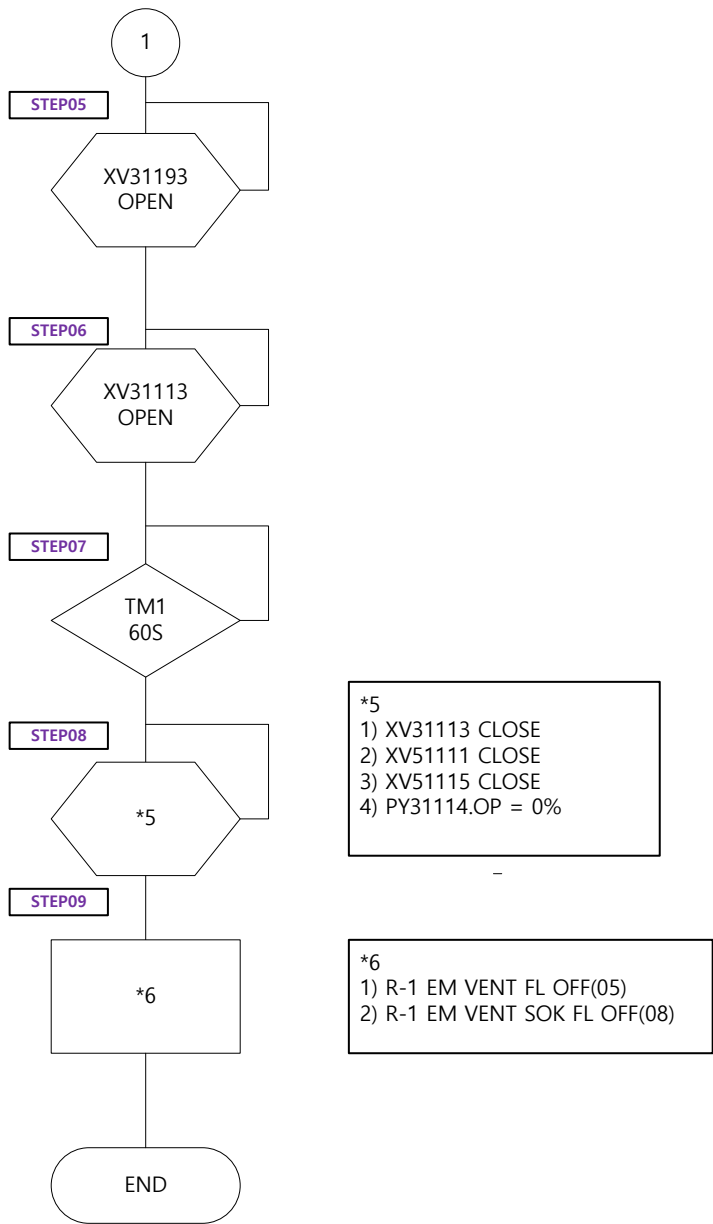 1
STEP05
XV31193
OPEN
STEP06
XV31113
OPEN
STEP07
TM1
60S
STEP08
*5
*5
1) XV31113 CLOSE
2) XV51111 CLOSE
3) XV51115 CLOSE
4) PY31114.OP = 0%
–
STEP09
*6
*6
1) R-1 EM VENT FL OFF(05)
2) R-1 EM VENT SOK FL OFF(08)
END